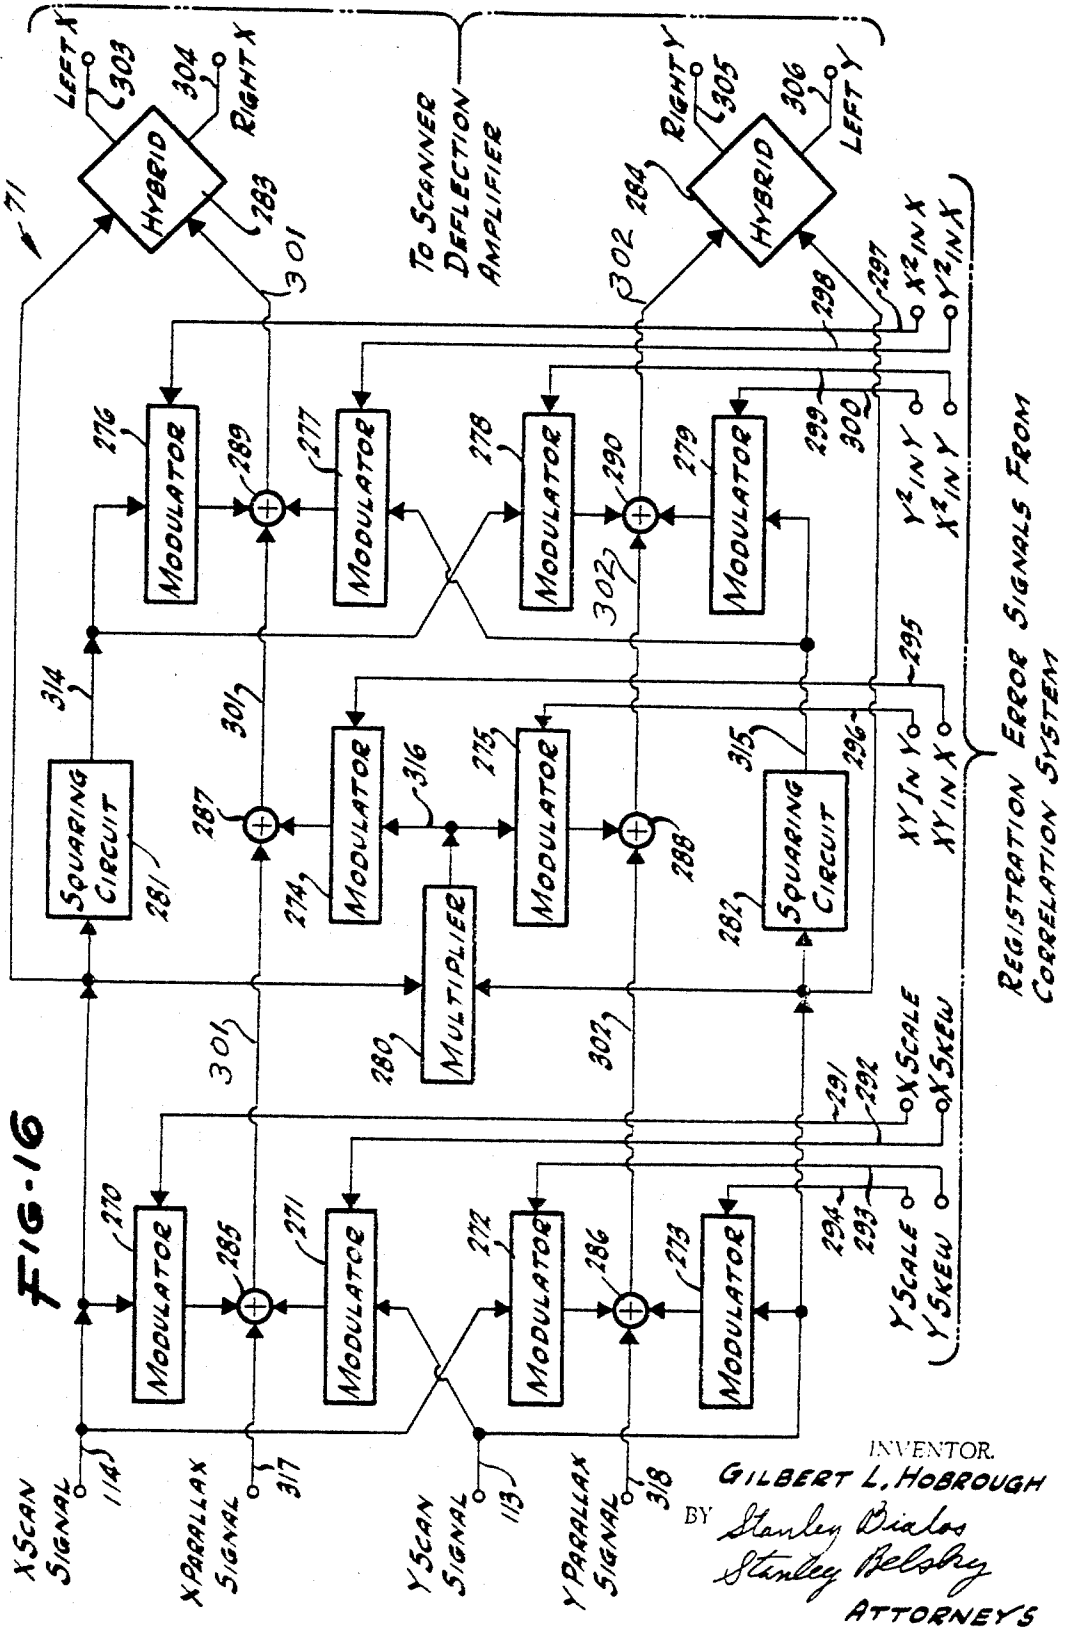 FIG-16
71
X SCAN
SIGNAL
114
X PARALLAX
SIGNAL
317
Y SCAN
SIGNAL
113
Y PARALLAX
SIGNAL
318
270
MODULATOR
285
271
MODULATOR
272
MODULATOR
286
273
MODULATOR
294
293
291
292
Y SCALE
Y SKEW
X SCALE
X SKEW
301
302
SQUARING
CIRCUIT
281
314
287
274
MODULATOR
316
280
MULTIPLIER
275
MODULATOR
288
282
SQUARING
CIRCUIT
315
296
295
XY IN Y
XY IN X
301
302
276
MODULATOR
289
277
MODULATOR
278
MODULATOR
290
279
MODULATOR
299
300
298
297
Y² IN Y
X² IN Y
X² IN X
Y² IN X
301
302
HYBRID
283
HYBRID
284
LEFT X
303
304
RIGHT X
RIGHT Y
305
306
LEFT Y
TO SCANNER
DEFLECTION
AMPLIFIER
REGISTRATION ERROR SIGNALS FROM
CORRELATION SYSTEM
INVENTOR.
GILBERT L. HOBROUGH
BY Stanley Bialos
Stanley Belsky
ATTORNEYS